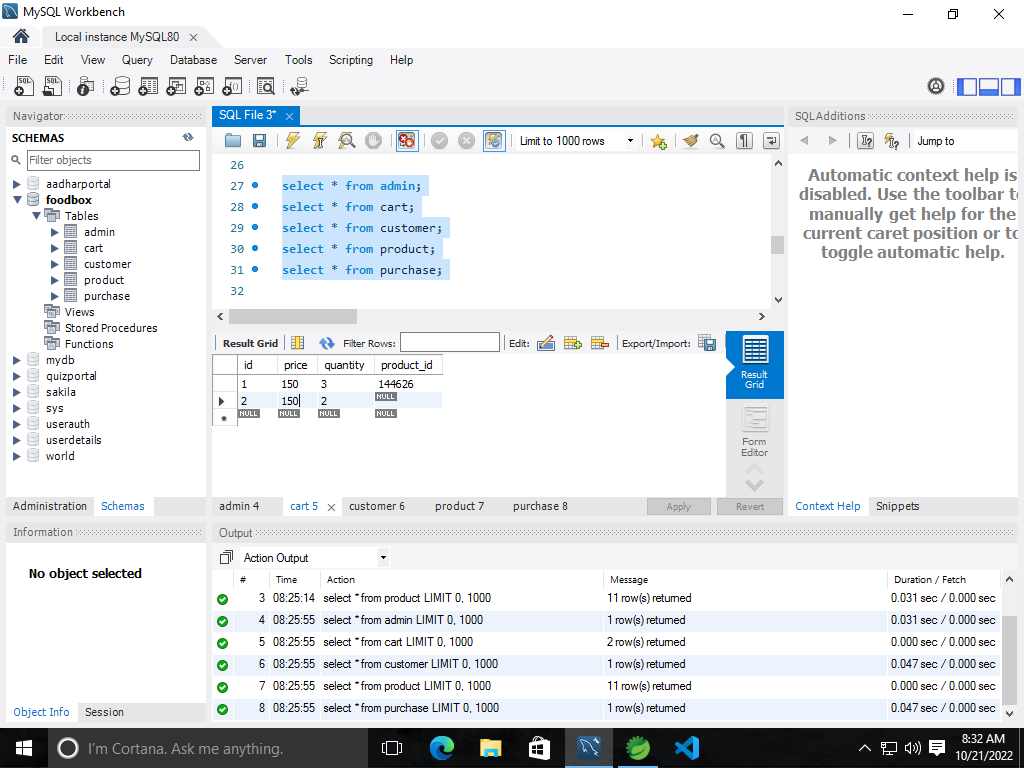 MySQL Workbench
Local instance MySQL80
File Edit View Query Database Server Tools Scripting Help
Navigator
SCHEMAS
Filter objects
aadharportal
foodbox
Tables
admin
cart
customer
product
purchase
Views
Stored Procedures
Functions
mydb
quizportal
sakila
sys
userauth
userdetails
world
Administration Schemas
Information
No object selected
Object Info Session
SQL File 3*
Limit to 1000 rows
26
27 select * from admin;
28 select * from cart;
29 select * from customer;
30 select * from product;
31 select * from purchase;
32
Result Grid Filter Rows: Edit: Export/Import:
id price quantity product_id
1 150 3 144626
2 150 2 NULL
NULL NULL NULL NULL
Result Grid
Form Editor
admin 4 cart 5 customer 6 product 7 purchase 8 Apply Revert
SQLAdditions
Jump to
Automatic context help is
disabled. Use the toolbar to
manually get help for the
current caret position or to
toggle automatic help.
Context Help Snippets
Output
Action Output
# Time Action Message Duration / Fetch
3 08:25:14 select * from product LIMIT 0, 1000 11 row(s) returned 0.031 sec / 0.000 sec
4 08:25:55 select * from admin LIMIT 0, 1000 1 row(s) returned 0.031 sec / 0.000 sec
5 08:25:55 select * from cart LIMIT 0, 1000 2 row(s) returned 0.000 sec / 0.000 sec
6 08:25:55 select * from customer LIMIT 0, 1000 1 row(s) returned 0.047 sec / 0.000 sec
7 08:25:55 select * from product LIMIT 0, 1000 11 row(s) returned 0.000 sec / 0.000 sec
8 08:25:55 select * from purchase LIMIT 0, 1000 1 row(s) returned 0.047 sec / 0.000 sec
I'm Cortana. Ask me anything.
8:32 AM
10/21/2022